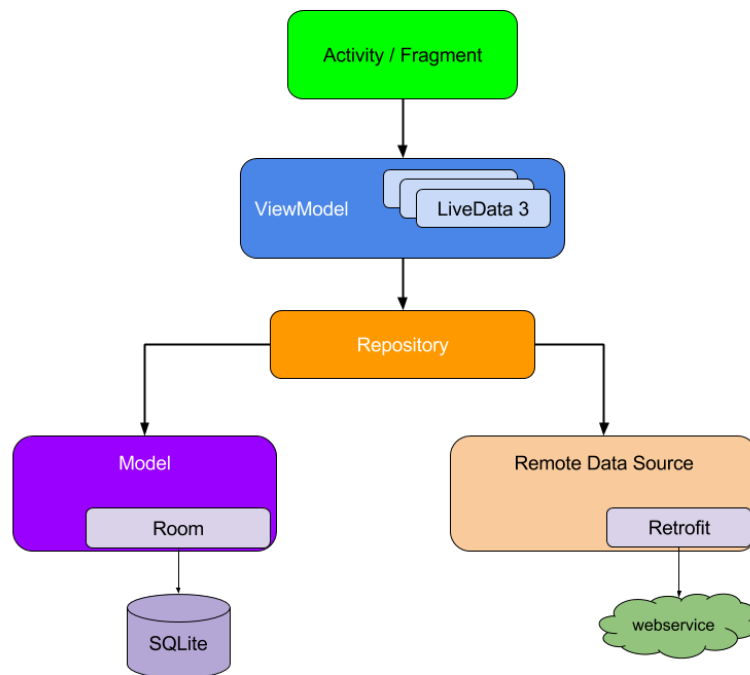 Activity / Fragment
ViewModel
LiveData 3
Repository
Model
Room
SQLite
Remote Data Source
Retrofit
webservice